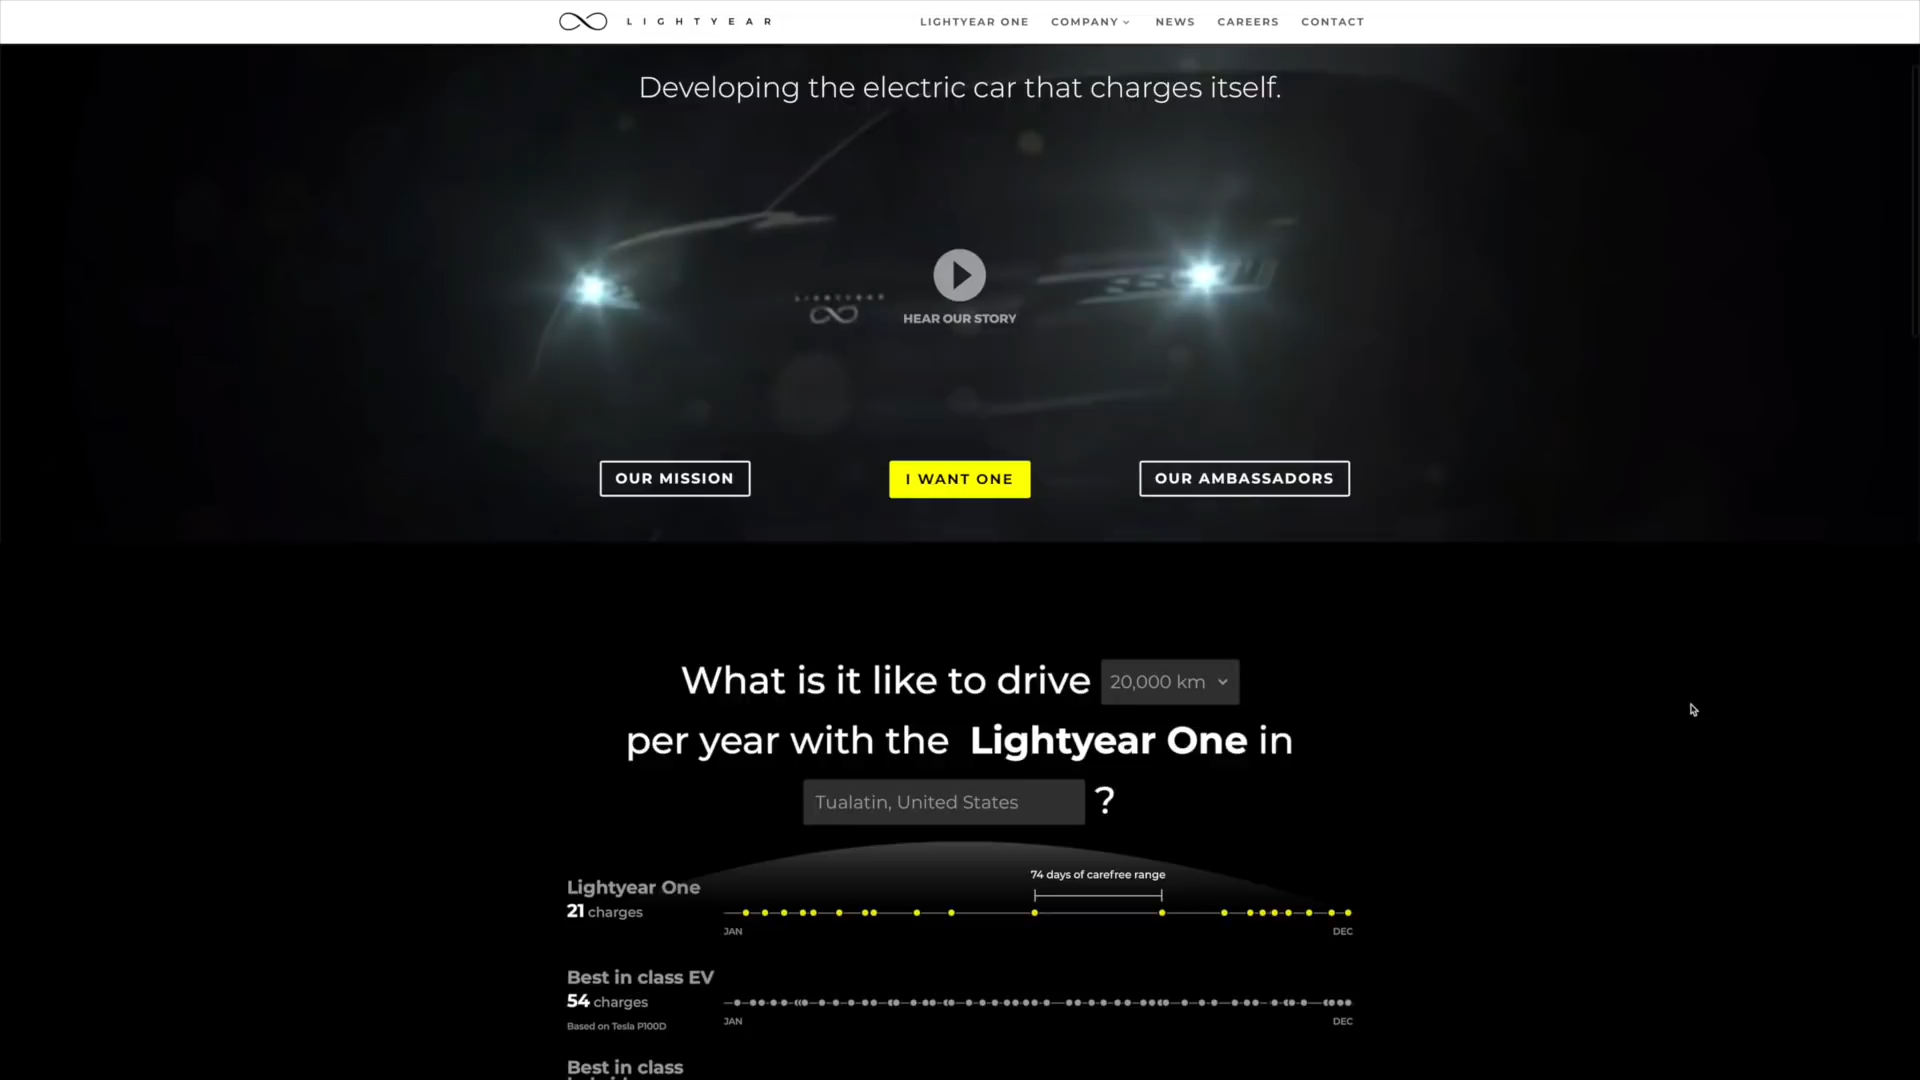 LIGHTYEAR
LIGHTYEAR ONE
COMPANY
NEWS
CAREERS
CONTACT
Developing the electric car that charges itself.
LIGHTYEAR
HEAR OUR STORY
OUR MISSION
I WANT ONE
OUR AMBASSADORS
What is it like to drive 20,000 km
per year with the Lightyear One in
Tualatin, United States ?
74 days of carefree range
Lightyear One
21 charges
JAN
DEC
Best in class EV
54 charges
Based on Tesla P100D
JAN
DEC
Best in class